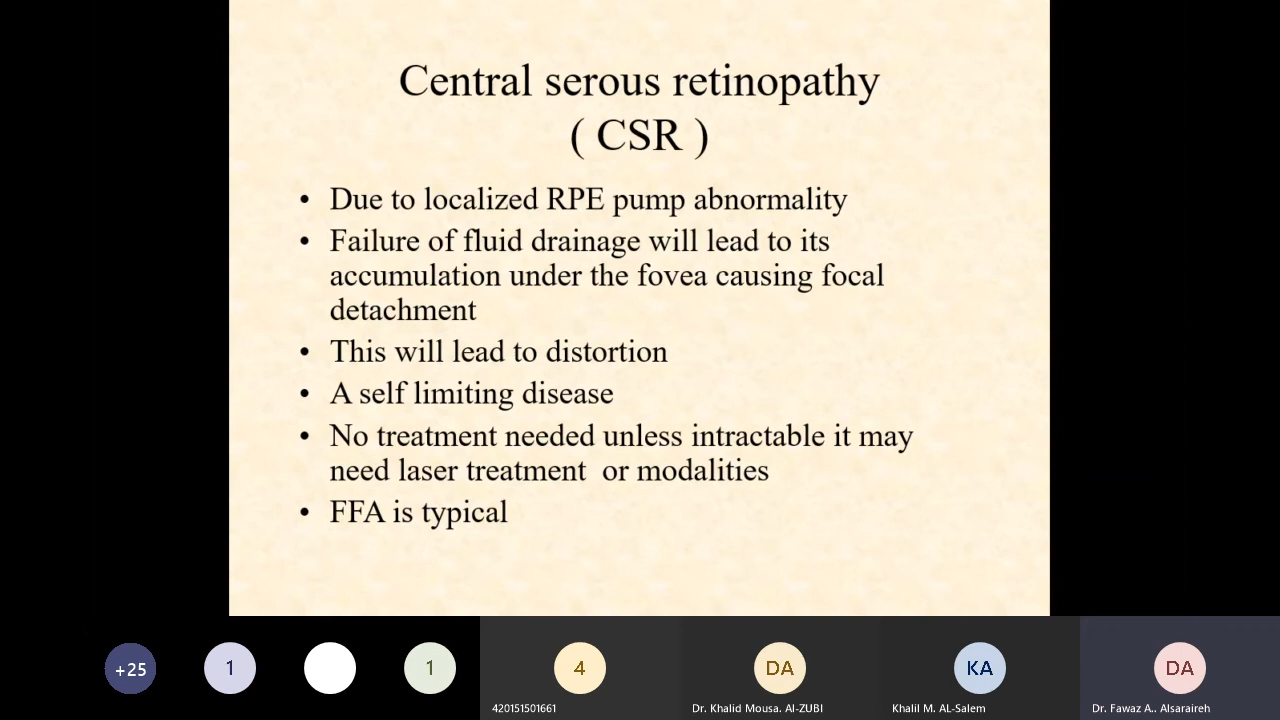 Central serous retinopathy
( CSR )
• Due to localized RPE pump abnormality
• Failure of fluid drainage will lead to its
accumulation under the fovea causing focal
detachment
• This will lead to distortion
• A self limiting disease
• No treatment needed unless intractable it may
need laser treatment  or modalities
• FFA is typical
+25
1
1
4
DA
KA
DA
420151501661
Dr. Khalid Mousa. Al-ZUBI
Khalil M. AL-Salem
Dr. Fawaz A.. Alsaraireh